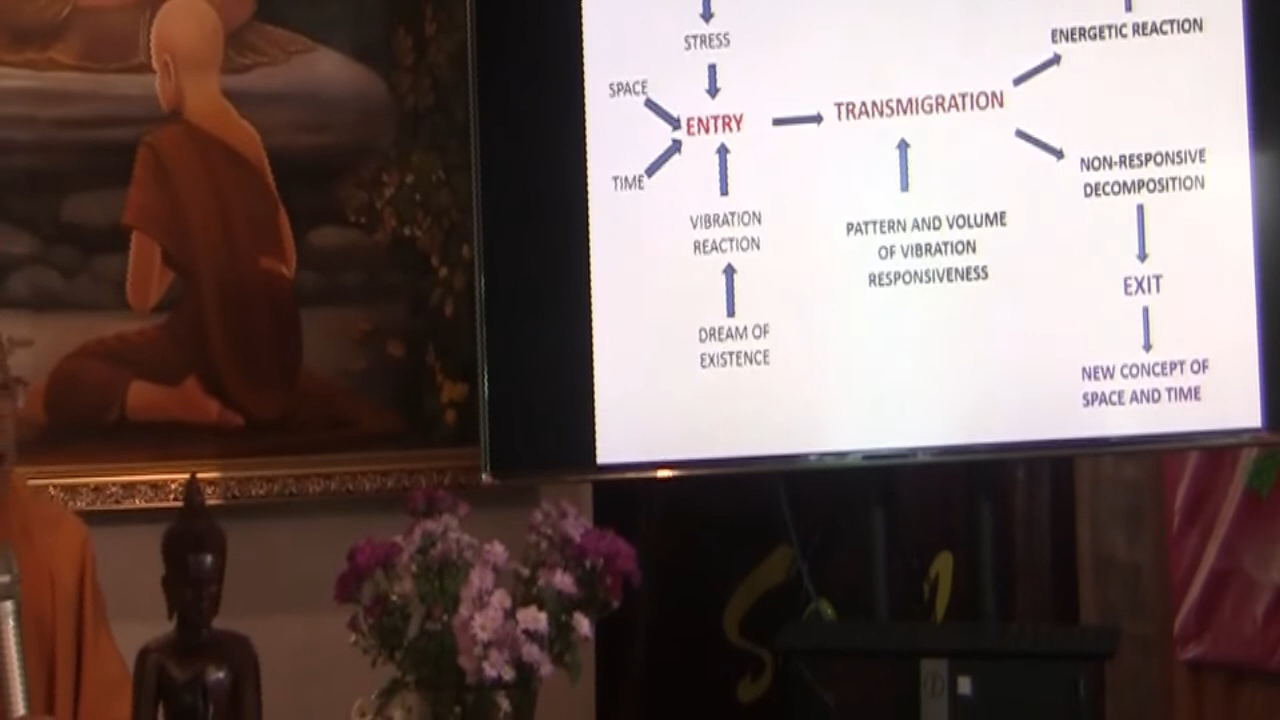 STRESS
ENERGETIC REACTION
SPACE
ENTRY
TRANSMIGRATION
TIME
NON-RESPONSIVE
DECOMPOSITION
VIBRATION
REACTION
PATTERN AND VOLUME
OF VIBRATION
RESPONSIVENESS
EXIT
DREAM OF
EXISTENCE
NEW CONCEPT OF
SPACE AND TIME